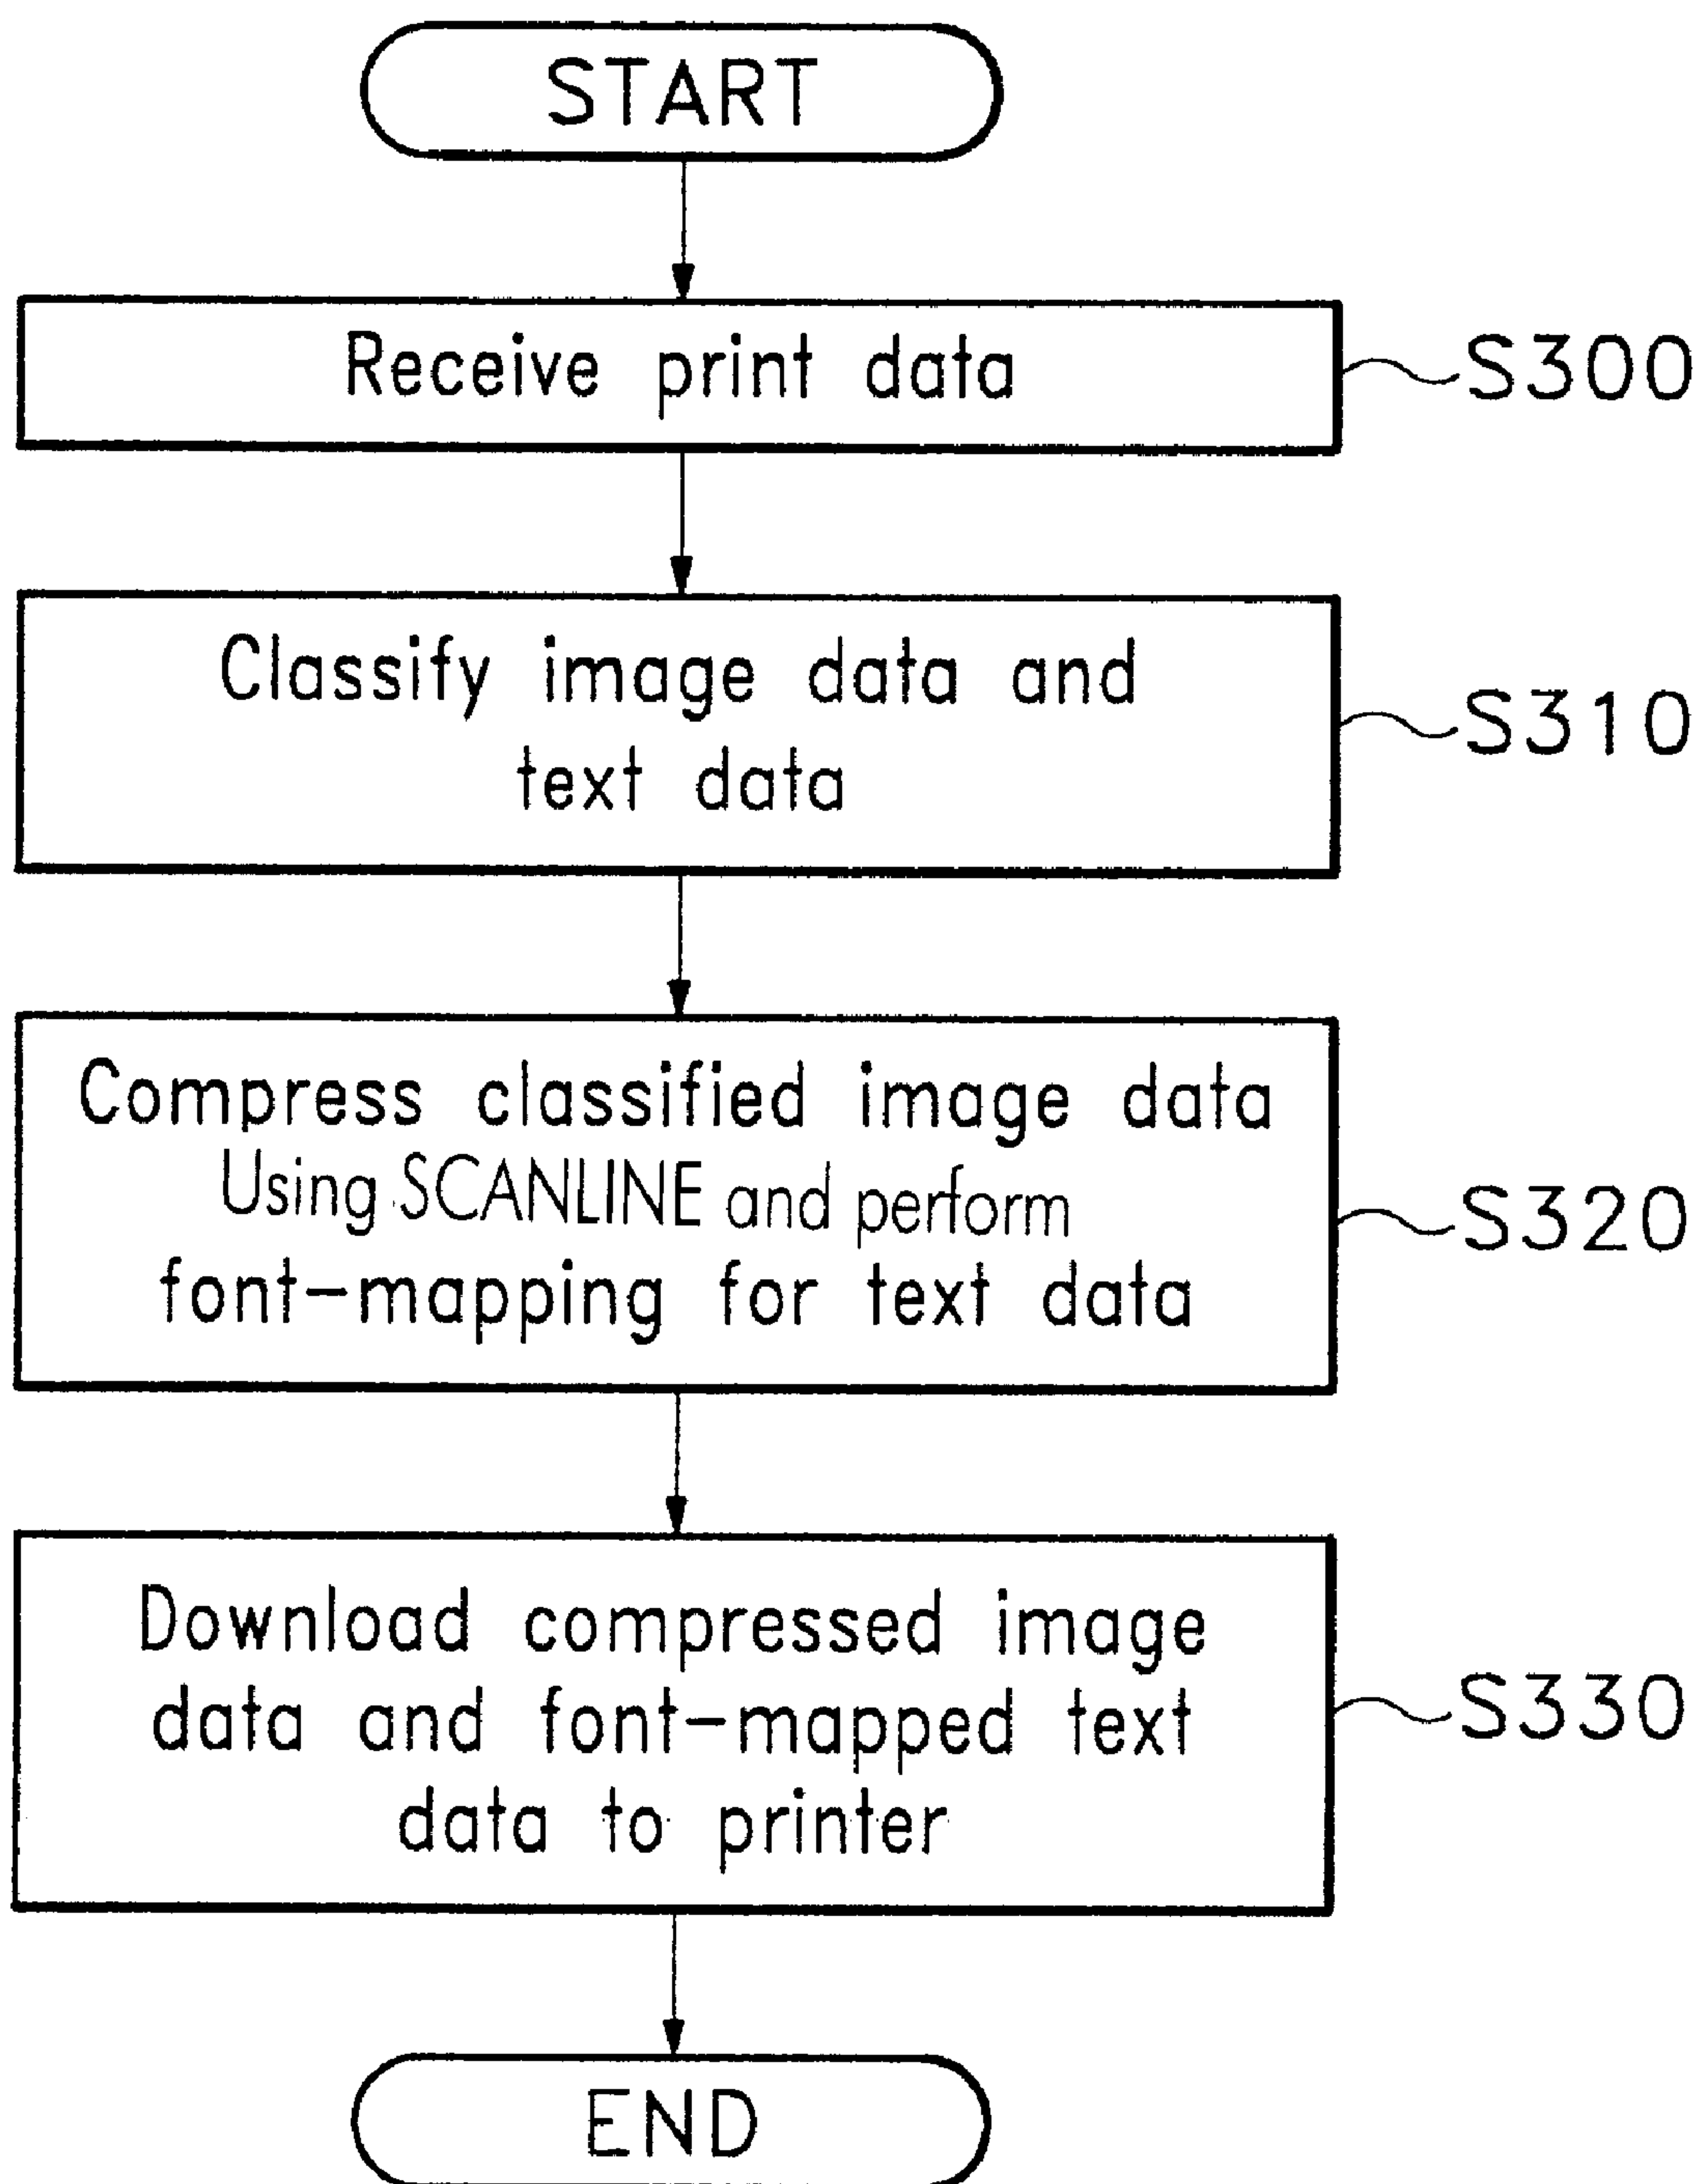 START
Receive print data
S300
Classify image data and
text data
S310
Compress classified image data
Using SCANLINE and perform
font-mapping for text data
S320
Download compressed image
data and font-mapped text
data to printer
S330
END